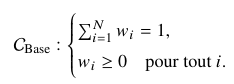 𝒞_Base : { ∑_{i=1}^{N} w_i = 1,
w_i ≥ 0 pour tout i.